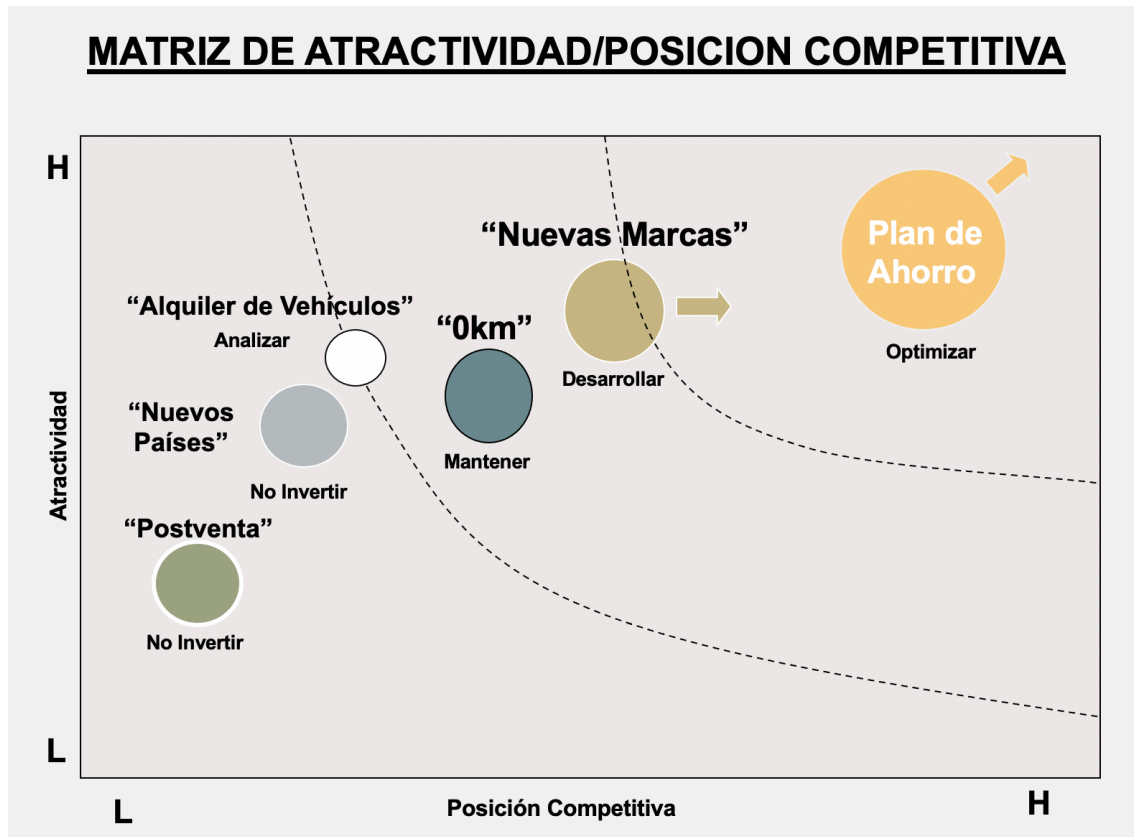 MATRIZ DE ATRACTIVIDAD/POSICION COMPETITIVA
H
“Nuevas Marcas”
Plan de
Ahorro
“Alquiler de Vehículos”
Analizar
“0km”
Optimizar
Desarrollar
“Nuevos
Países”
Atractividad
Mantener
No Invertir
“Postventa”
No Invertir
L
L
Posición Competitiva
H